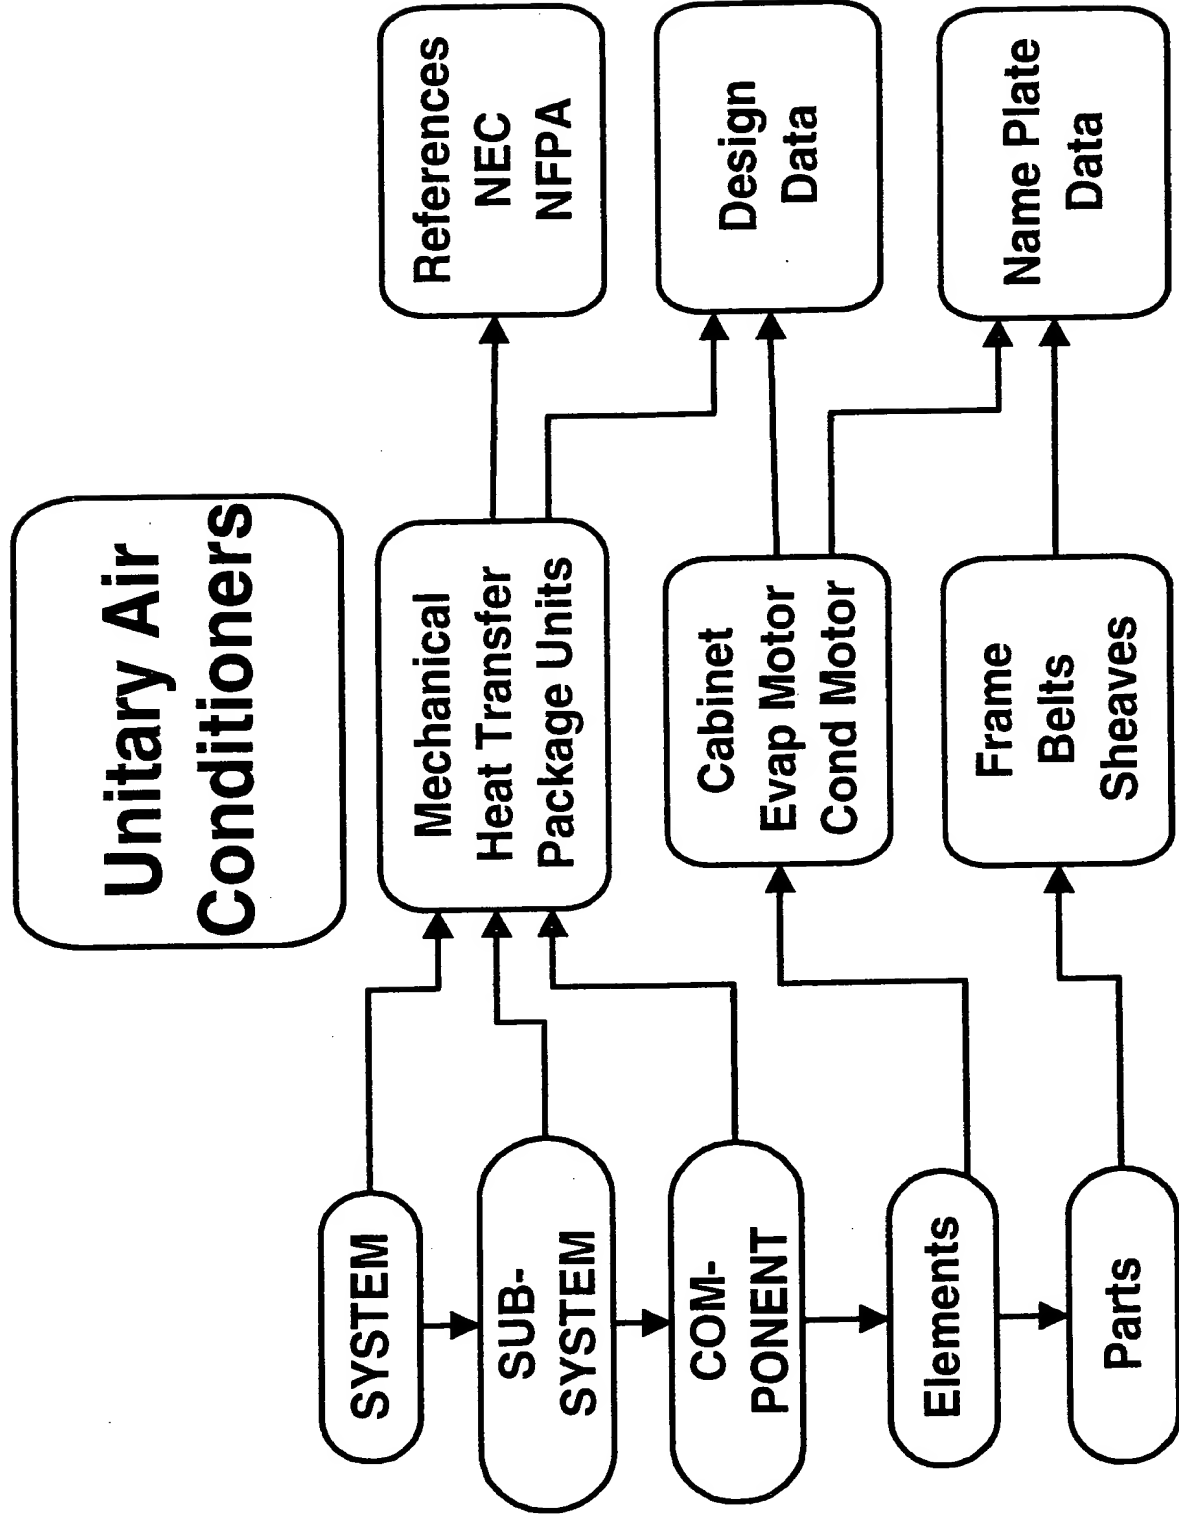 Unitary Air
Conditioners
SYSTEM
SUB-
SYSTEM
COM-
PONENT
Elements
Parts
Mechanical
Heat Transfer
Package Units
Cabinet
Evap Motor
Cond Motor
Frame
Belts
Sheaves
References
NEC
NFPA
Design
Data
Name Plate
Data